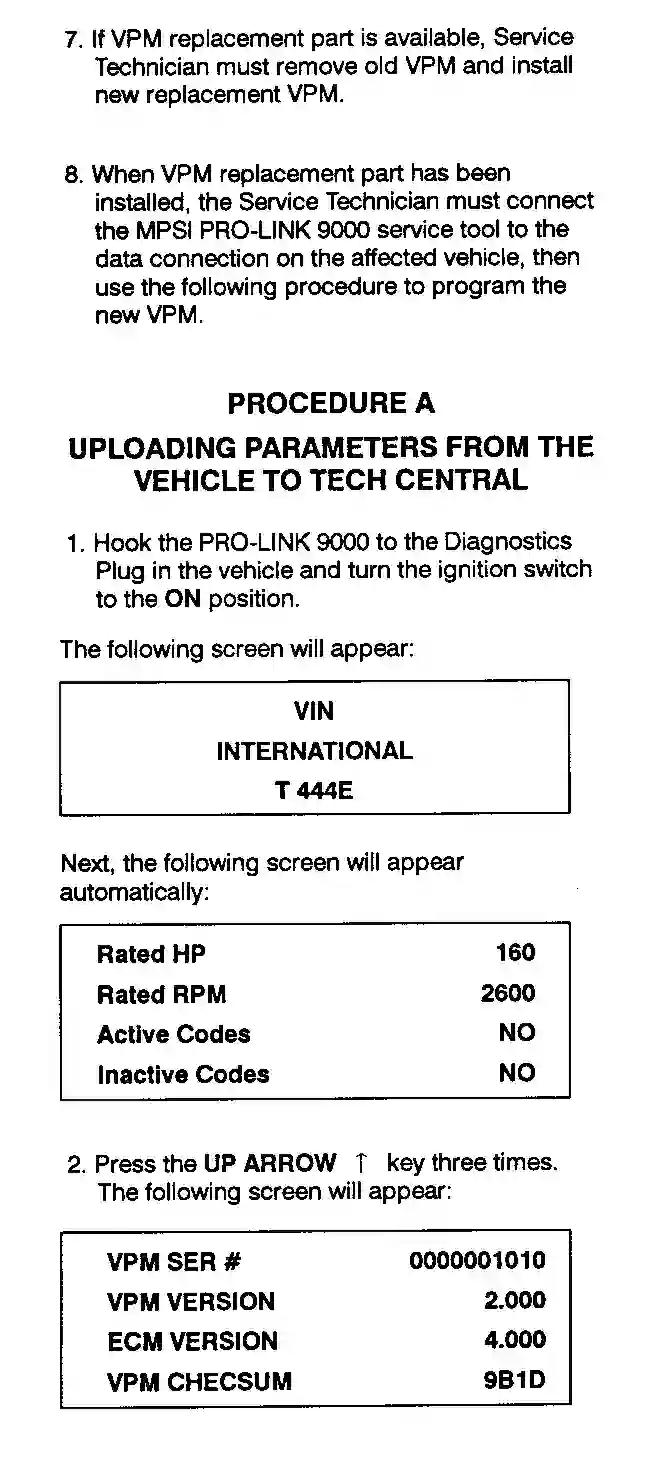 7. If VPM replacement part is available, Service
Technician must remove old VPM and install
new replacement VPM.
8. When VPM replacement part has been
installed, the Service Technician must connect
the MPSI PRO-LINK 9000 service tool to the
data connection on the affected vehicle, then
use the following procedure to program the
new VPM.
PROCEDURE A
UPLOADING PARAMETERS FROM THE
VEHICLE TO TECH CENTRAL
1. Hook the PRO-LINK 9000 to the Diagnostics
Plug in the vehicle and turn the ignition switch
to the ON position.
The following screen will appear:
VIN
INTERNATIONAL
T 444E
Next, the following screen will appear
automatically:
Rated HP 160
Rated RPM 2600
Active Codes NO
Inactive Codes NO
2. Press the UP ARROW ↑ key three times.
The following screen will appear:
VPM SER # 0000001010
VPM VERSION 2.000
ECM VERSION 4.000
VPM CHECSUM 9B1D